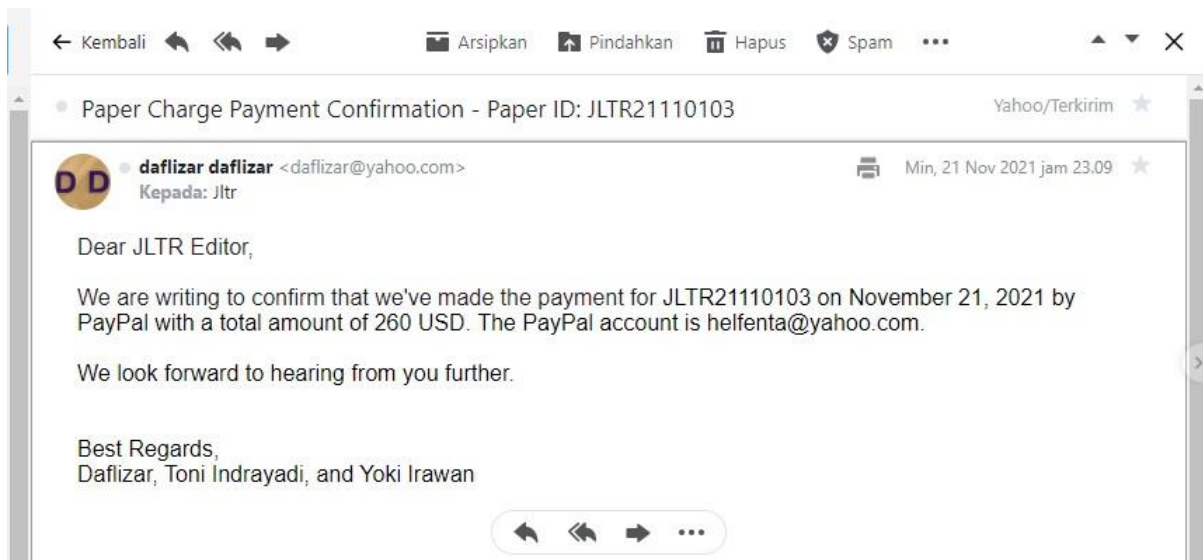 Kembali Arsipkan Pindahkan Hapus Spam
Paper Charge Payment Confirmation - Paper ID: JLTR21110103 Yahoo/Terkirim
D D daflizar daflizar <daflizar@yahoo.com> Min, 21 Nov 2021 jam 23.09
Kepada: Jltr
Dear JLTR Editor,
We are writing to confirm that we've made the payment for JLTR21110103 on November 21, 2021 by
PayPal with a total amount of 260 USD. The PayPal account is helfenta@yahoo.com.
We look forward to hearing from you further.
Best Regards,
Daflizar, Toni Indrayadi, and Yoki Irawan